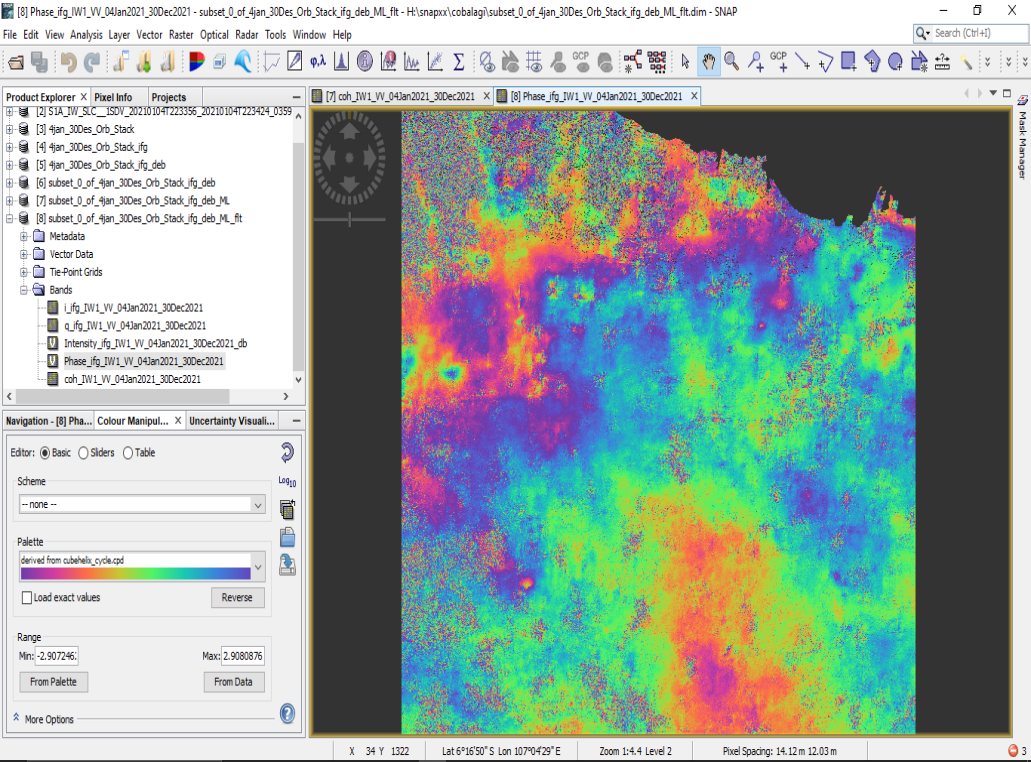 [8] Phase_ifg_IW1_VV_04Jan2021_30Dec2021 - subset_0_of_4jan_30Des_Orb_Stack_ifg_deb_ML_flt - H:\snapxx\cobalagi\subset_0_of_4jan_30Des_Orb_Stack_ifg_deb_ML_flt.dim - SNAP
File Edit View Analysis Layer Vector Raster Optical Radar Tools Window Help
Search (Ctrl+I)
φ,λ Σ GCP GCP
Product Explorer X Pixel Info Projects
[7] coh_IW1_VV_04Jan2021_30Dec2021 [8] Phase_ifg_IW1_VV_04Jan2021_30Dec2021
Mask Manager
[2] S1A_IW_SLC__1SDV_20210104T223356_20210104T223424_0359
[3] 4jan_30Des_Orb_Stack
[4] 4jan_30Des_Orb_Stack_ifg
[5] 4jan_30Des_Orb_Stack_ifg_deb
[6] subset_0_of_4jan_30Des_Orb_Stack_ifg_deb
[7] subset_0_of_4jan_30Des_Orb_Stack_ifg_deb_ML
[8] subset_0_of_4jan_30Des_Orb_Stack_ifg_deb_ML_flt
Metadata
Vector Data
Tie-Point Grids
Bands
i_ifg_IW1_VV_04Jan2021_30Dec2021
q_ifg_IW1_VV_04Jan2021_30Dec2021
Intensity_ifg_IW1_VV_04Jan2021_30Dec2021_db
Phase_ifg_IW1_VV_04Jan2021_30Dec2021
coh_IW1_VV_04Jan2021_30Dec2021
Navigation - [8] Pha... Colour Manipul... X Uncertainty Visuali...
Editor: Basic Sliders Table
Log10
Scheme
-- none --
Palette
derived from cubehelix_cycle.cpd
Load exact values Reverse
Range
Min: -2.907246 Max: 2.9080876
From Palette From Data
More Options
X 34 Y 1322 Lat 6°16'50" S Lon 107°04'29" E Zoom 1:4.4 Level 2 Pixel Spacing: 14.12 m 12.03 m 3